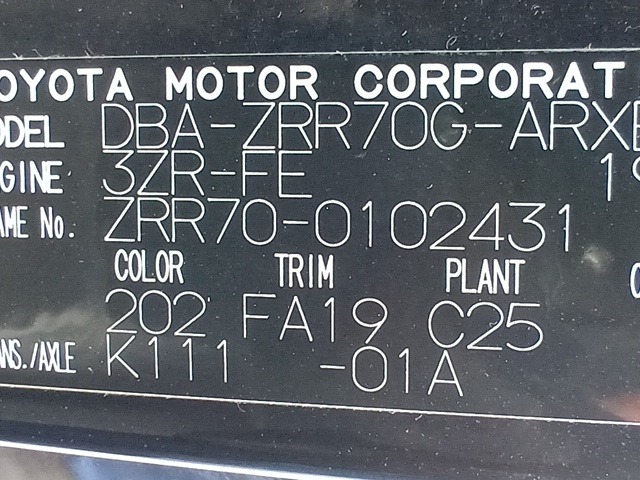 OYOTA MOTOR CORPORAT
ODEL DBA-ZRR70G-ARX
GINE 3ZR-FE 19
AME No. ZRR70-0102431
COLOR TRIM PLANT
202 FA19 C25
NS./AXLE K111 -01A